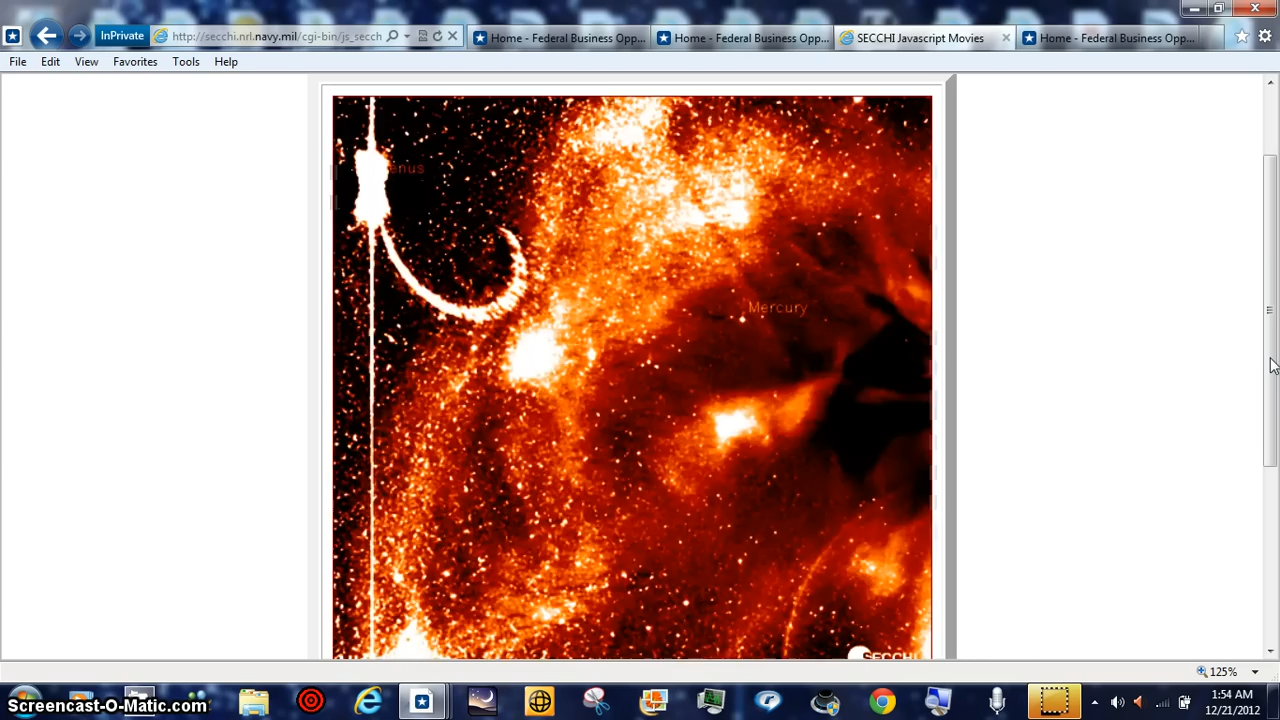 InPrivate
http://secchi.nrl.navy.mil/cgi-bin/js_secch
Home - Federal Business Opp...
Home - Federal Business Opp...
SECCHI Javascript Movies
Home - Federal Business Opp...
File Edit View Favorites Tools Help
enus
Mercury
SECCHI
125%
Screencast-O-Matic.com
1:54 AM
12/21/2012